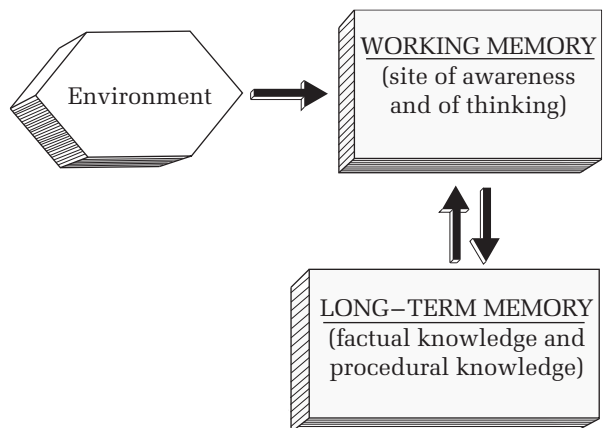 Environment
WORKING MEMORY
(site of awareness
and of thinking)
LONG–TERM MEMORY
(factual knowledge and
procedural knowledge)